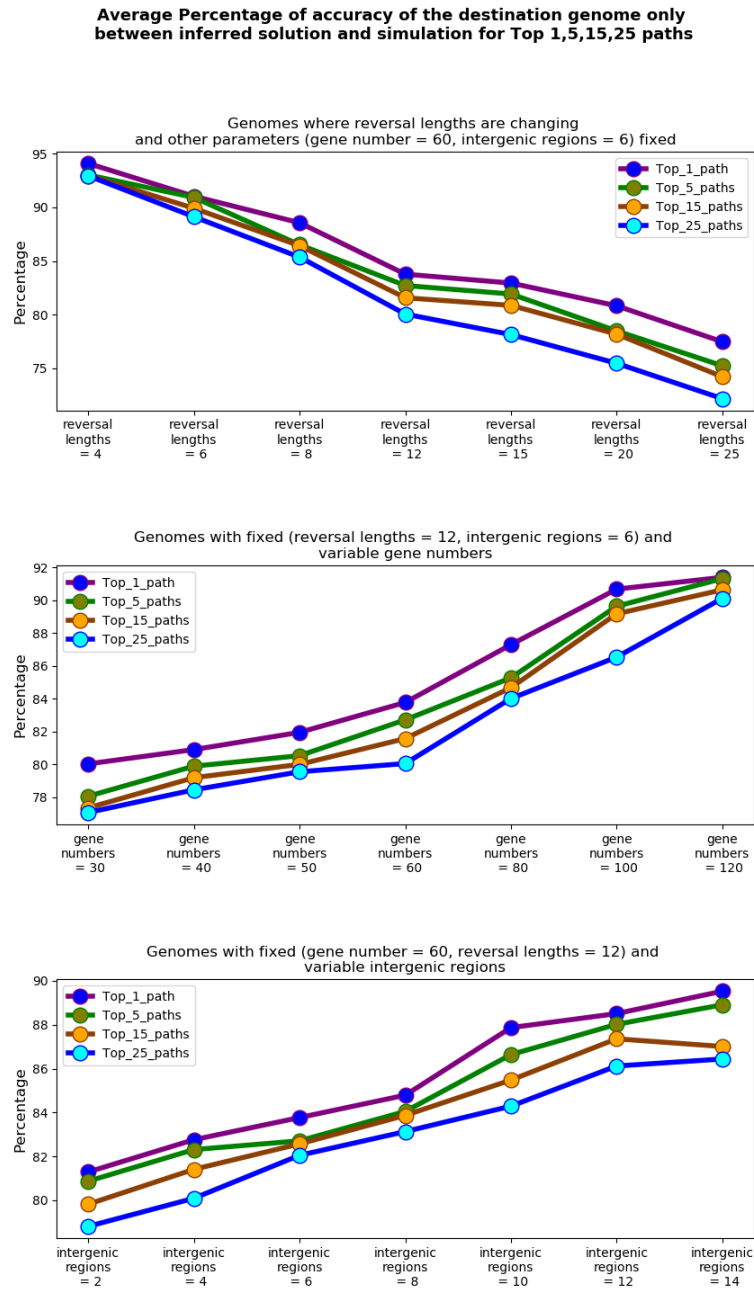 Average Percentage of accuracy of the destination genome only
between inferred solution and simulation for Top 1,5,15,25 paths
Genomes where reversal lengths are changing
and other parameters (gene number = 60, intergenic regions = 6) fixed
95
90
85
80
75
Percentage
Top_1_path
Top_5_paths
Top_15_paths
Top_25_paths
reversal reversal reversal reversal reversal reversal reversal
lengths lengths lengths lengths lengths lengths lengths
= 4 = 6 = 8 = 12 = 15 = 20 = 25
Genomes with fixed (reversal lengths = 12, intergenic regions = 6) and
variable gene numbers
92
90
88
86
84
82
80
78
Percentage
Top_1_path
Top_5_paths
Top_15_paths
Top_25_paths
gene gene gene gene gene gene gene
numbers numbers numbers numbers numbers numbers numbers
= 30 = 40 = 50 = 60 = 80 = 100 = 120
Genomes with fixed (gene number = 60, reversal lengths = 12) and
variable intergenic regions
90
88
86
84
82
80
Percentage
Top_1_path
Top_5_paths
Top_15_paths
Top_25_paths
intergenic intergenic intergenic intergenic intergenic intergenic intergenic
regions regions regions regions regions regions regions
= 2 = 4 = 6 = 8 = 10 = 12 = 14